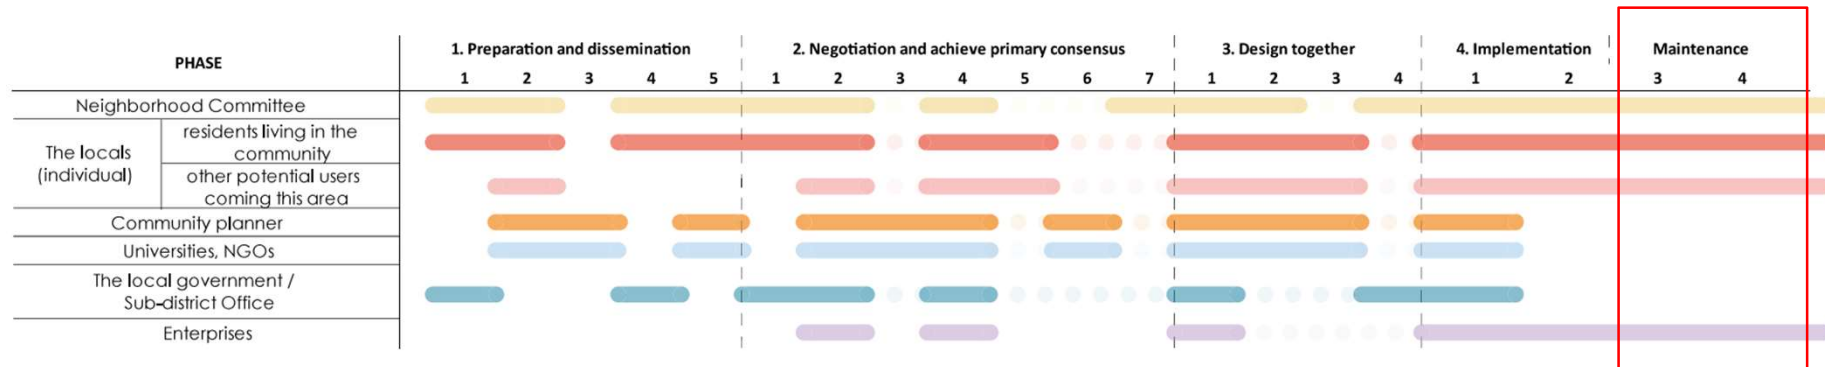 PHASE
1. Preparation and dissemination
2. Negotiation and achieve primary consensus
3. Design together
4. Implementation
Maintenance
1 2 3 4 5 1 2 3 4 5 6 7 1 2 3 4 1 2 3 4
Neighborhood Committee
The locals
(individual)
residents living in the
community
other potential users
coming this area
Community planner
Universities, NGOs
The local government /
Sub-district Office
Enterprises